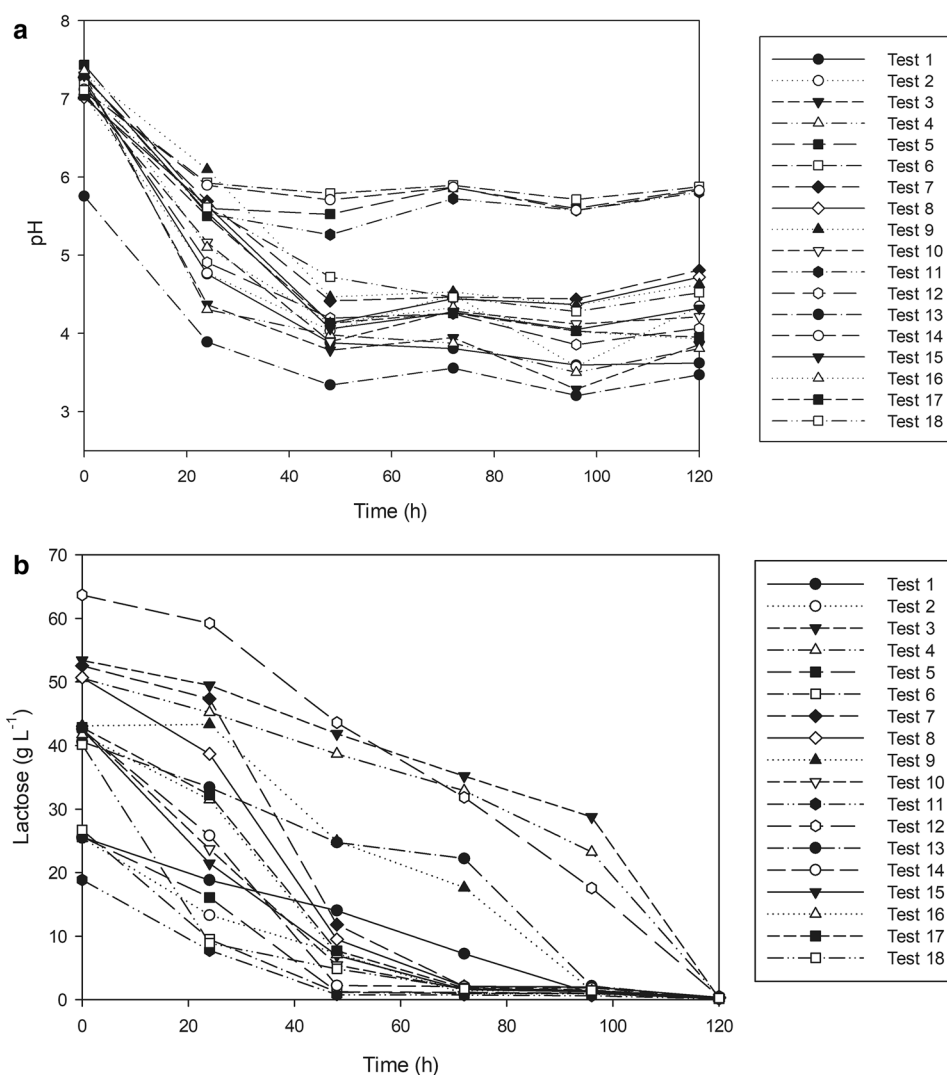 a
8
7
6
5
4
3
pH
0 20 40 60 80 100 120
Time (h)
Test 1
Test 2
Test 3
Test 4
Test 5
Test 6
Test 7
Test 8
Test 9
Test 10
Test 11
Test 12
Test 13
Test 14
Test 15
Test 16
Test 17
Test 18
b
70
60
50
40
30
20
10
0
Lactose (g L⁻¹)
0 20 40 60 80 100 120
Time (h)
Test 1
Test 2
Test 3
Test 4
Test 5
Test 6
Test 7
Test 8
Test 9
Test 10
Test 11
Test 12
Test 13
Test 14
Test 15
Test 16
Test 17
Test 18